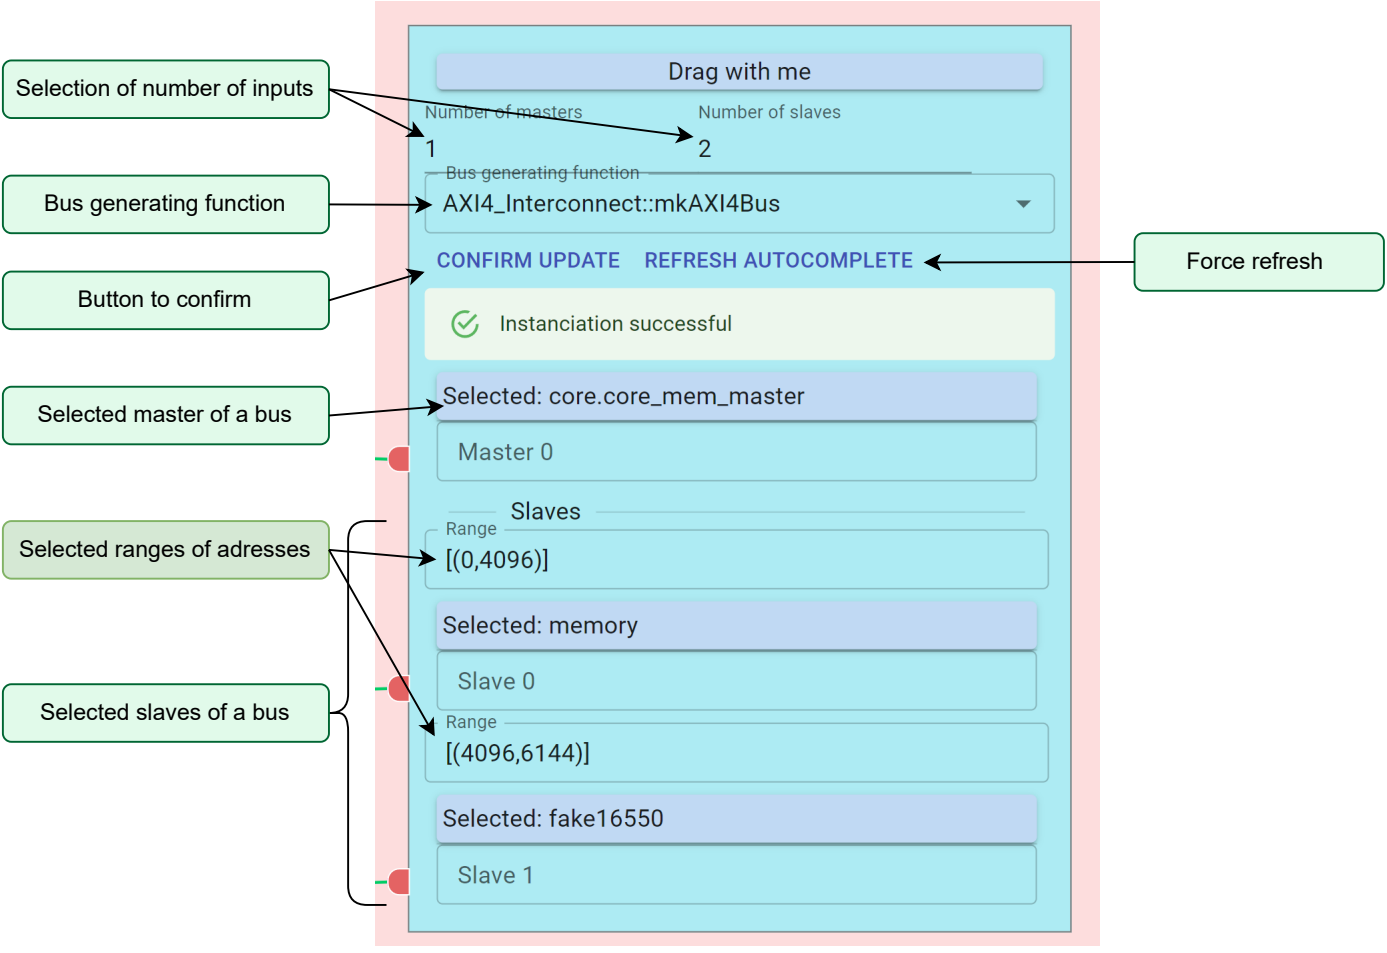 Drag with me
Selection of number of inputs
Number of masters
Number of slaves
1
2
Bus generating function
Bus generating function
AXI4_Interconnect::mkAXI4Bus
CONFIRM UPDATE
REFRESH AUTOCOMPLETE
Force refresh
Button to confirm
Instanciation successful
Selected: core.core_mem_master
Selected master of a bus
Master 0
Slaves
Range
Selected ranges of adresses
[(0,4096)]
Selected: memory
Slave 0
Selected slaves of a bus
Range
[(4096,6144)]
Selected: fake16550
Slave 1